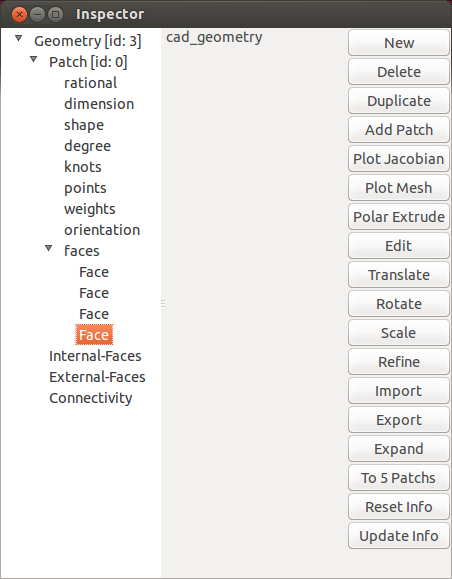 Inspector
Geometry [id: 3]
Patch [id: 0]
rational
dimension
shape
degree
knots
points
weights
orientation
faces
Face
Face
Face
Face
Internal-Faces
External-Faces
Connectivity
cad_geometry
New
Delete
Duplicate
Add Patch
Plot Jacobian
Plot Mesh
Polar Extrude
Edit
Translate
Rotate
Scale
Refine
Import
Export
Expand
To 5 Patchs
Reset Info
Update Info